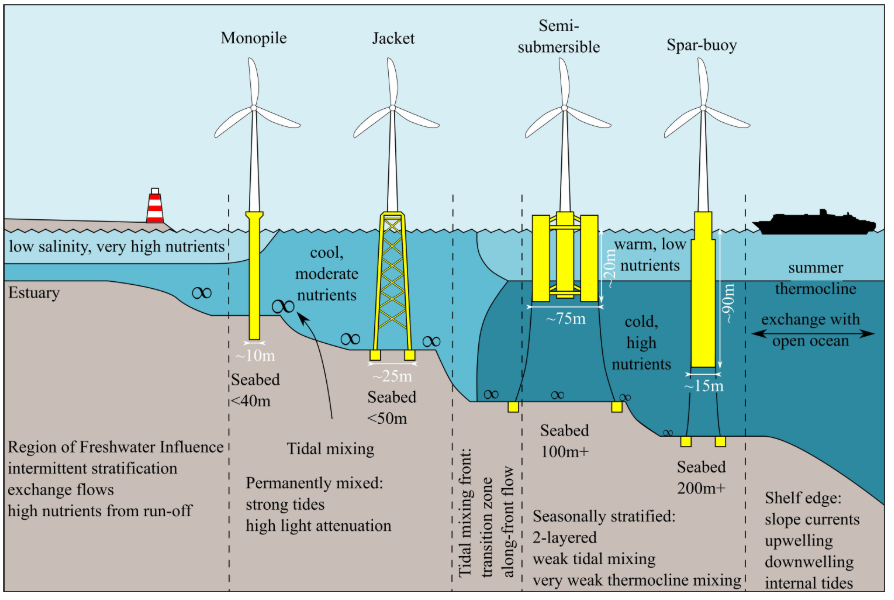 Monopile
Jacket
Semi-
submersible
Spar-buoy
low salinity, very high nutrients
cool,
moderate
nutrients
warm, low
nutrients
~20m
~90m
summer
thermocline
Estuary
∞
∞
∞
∞
∞
∞
∞
∞
~75m
cold,
high
nutrients
exchange with
open ocean
~10m
~25m
~15m
Seabed
<40m
Seabed
<50m
Seabed
100m+
Seabed
200m+
Tidal mixing
Region of Freshwater Influence
intermittent stratification
exchange flows
high nutrients from run-off
Permanently mixed:
strong tides
high light attenuation
Tidal mixing front:
transition zone
along-front flow
Seasonally stratified:
2-layered
weak tidal mixing
very weak thermocline mixing
Shelf edge:
slope currents
upwelling
downwelling
internal tides